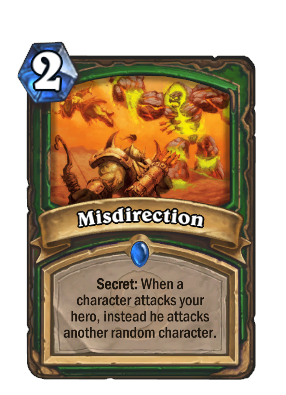 2
Misdirection
Secret: When a
character attacks your
hero, instead he attacks
another random character.